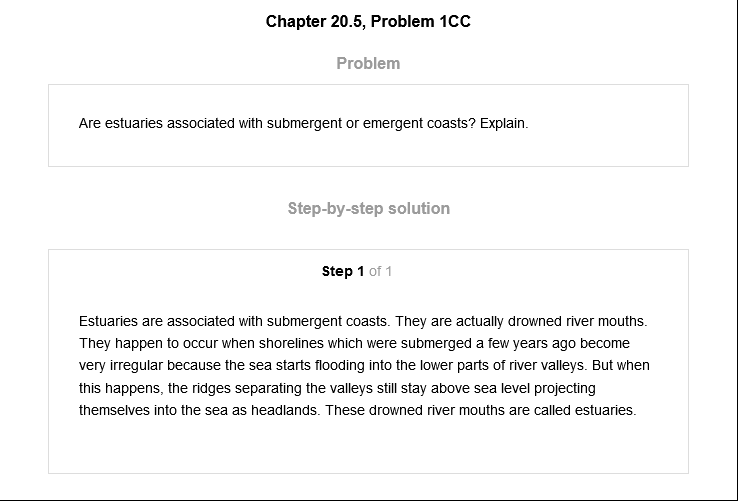 Chapter 20.5, Problem 1CC
Problem
Are estuaries associated with submergent or emergent coasts? Explain.
Step-by-step solution
Step 1 of 1
Estuaries are associated with submergent coasts. They are actually drowned river mouths.
They happen to occur when shorelines which were submerged a few years ago become
very irregular because the sea starts flooding into the lower parts of river valleys. But when
this happens, the ridges separating the valleys still stay above sea level projecting
themselves into the sea as headlands. These drowned river mouths are called estuaries.